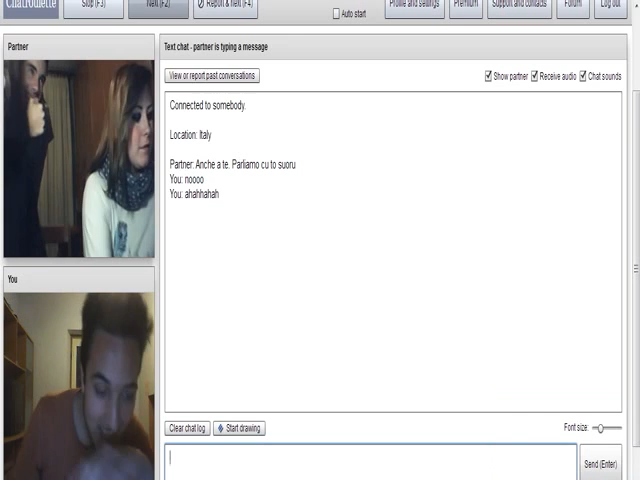 Chatroulette
Stop (F3)
Next (F2)
Report & next (F4)
Auto start
Profile and settings
Premium
Support and contacts
Forum
Log out
Partner
Text chat - partner is typing a message
View or report past conversations
Show partner
Receive audio
Chat sounds
Connected to somebody.
Location: Italy
Partner: Anche a te. Parliamo cu to suoru
You: noooo
You: ahahhahah
You
Clear chat log
Start drawing
Font size:
Send (Enter)